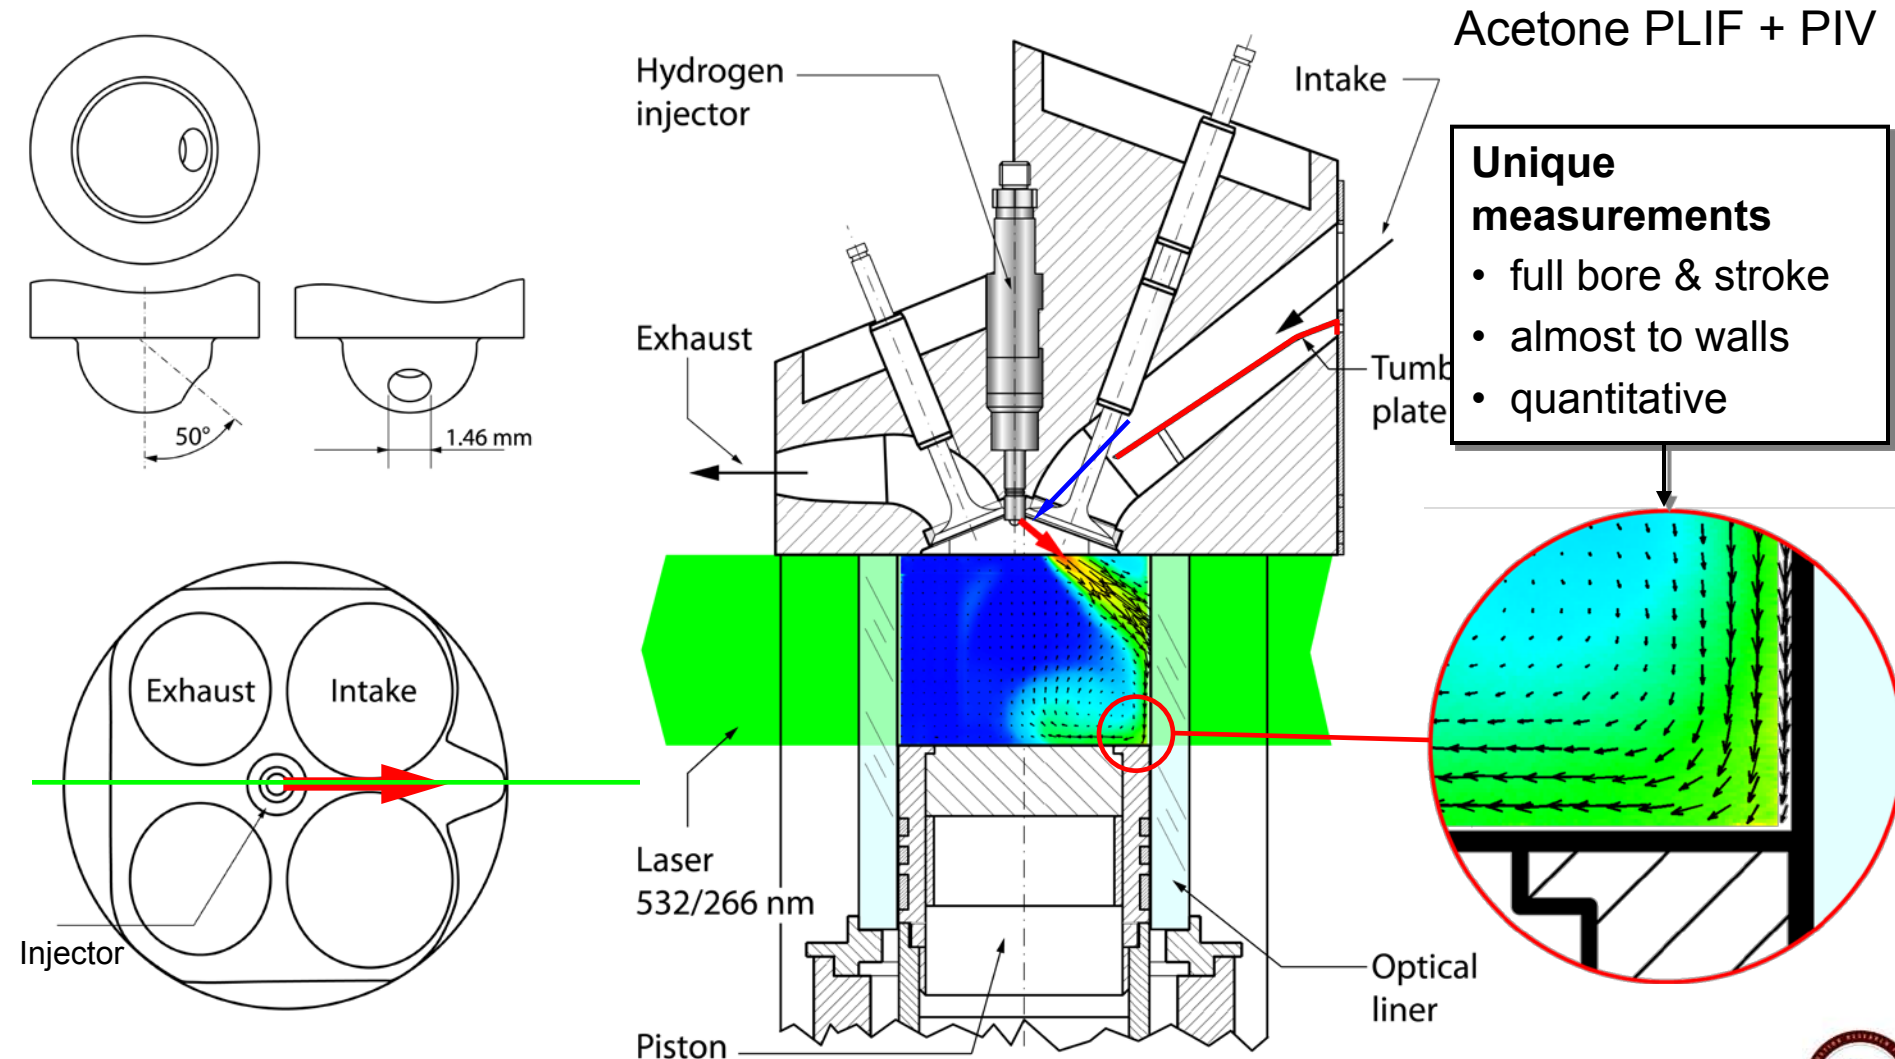 Acetone PLIF + PIV
Hydrogen
injector
Intake
Unique
measurements
• full bore & stroke
• almost to walls
• quantitative
Exhaust
plate
50°
1.46 mm
Exhaust
Intake
Laser
532/266 nm
Injector
Optical
liner
Piston